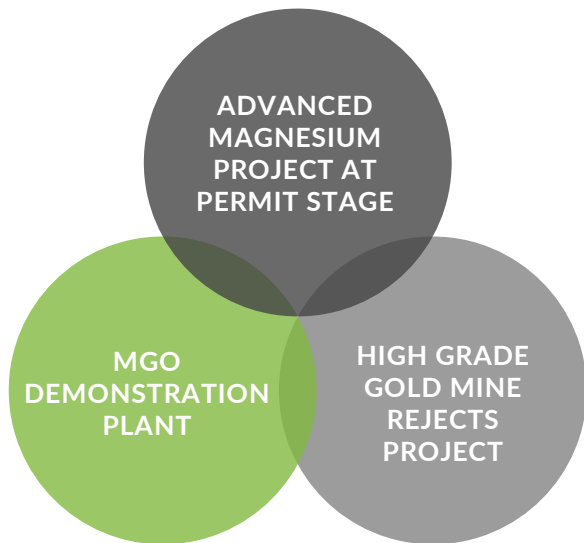 ADVANCED
MAGNESIUM
PROJECT AT
PERMIT STAGE
MGO
DEMONSTRATION
PLANT
HIGH GRADE
GOLD MINE
REJECTS
PROJECT